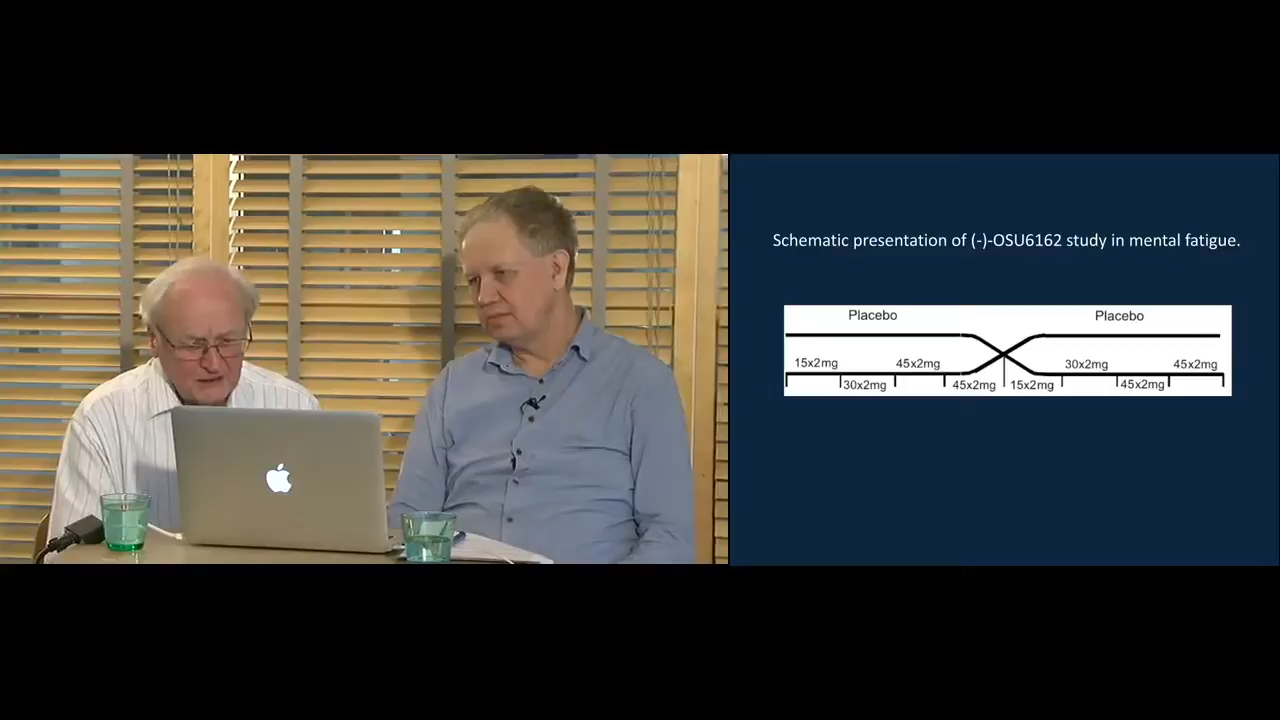 Schematic presentation of (-)-OSU6162 study in mental fatigue.
Placebo Placebo
15x2mg 45x2mg 30x2mg 45x2mg
30x2mg 45x2mg 15x2mg 45x2mg